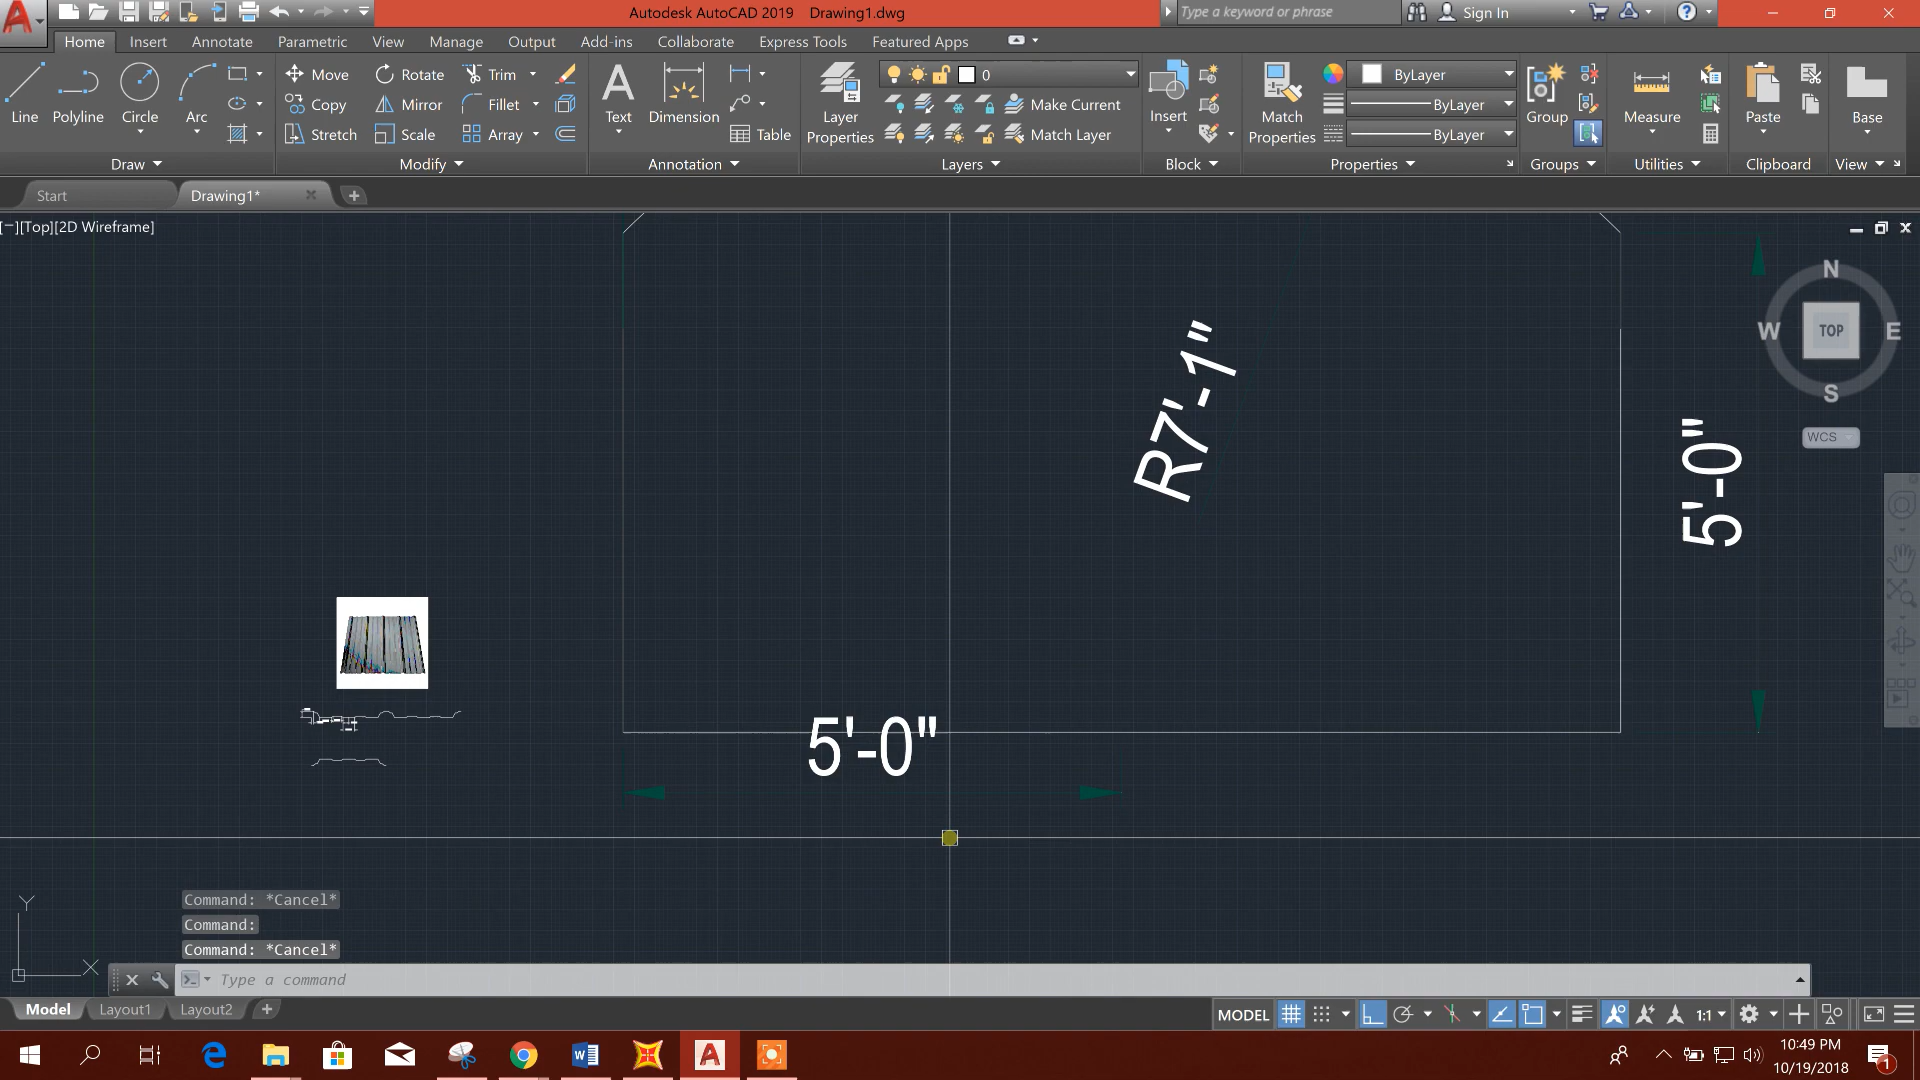 Autodesk AutoCAD 2019 Drawing1.dwg
Type a keyword or phrase
Sign In
Home Insert Annotate Parametric View Manage Output Add-ins Collaborate Express Tools Featured Apps
Line
Polyline
Circle
Arc
Draw
Move
Copy
Stretch
Rotate
Mirror
Scale
Trim
Fillet
Array
Modify
Text
Dimension
Table
Annotation
Layer
Properties
0
Make Current
Match Layer
Layers
Insert
Block
Match
Properties
ByLayer
ByLayer
ByLayer
Properties
Group
Groups
Measure
Utilities
Paste
Clipboard
Base
View
Start
Drawing1*
[−][Top][2D Wireframe]
N
W
TOP
E
S
WCS
R7'-1"
5'-0"
5'-0"
Y
X
Command: *Cancel*
Command:
Command: *Cancel*
Type a command
Model Layout1 Layout2
MODEL
1:1
10:49 PM
10/19/2018
1